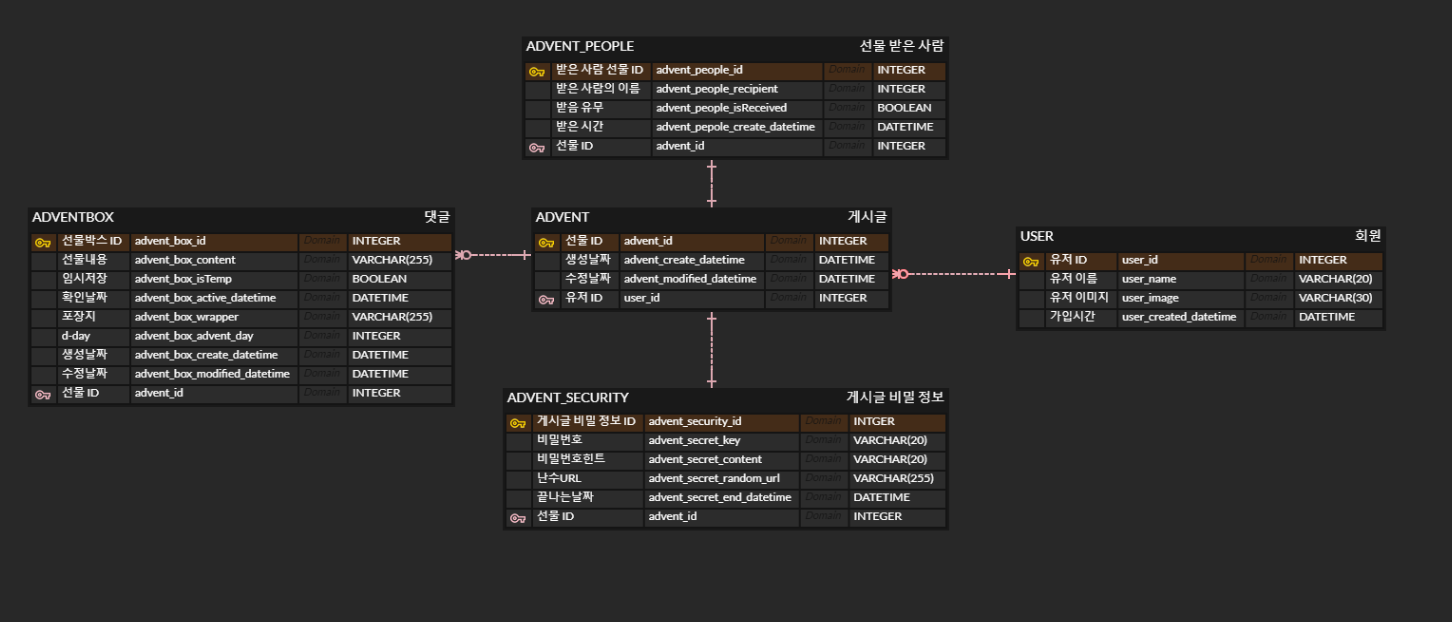 ADVENT_PEOPLE 선물 받은 사람
받은 사람 선물 ID advent_people_id Domain INTEGER
받은 사람의 이름 advent_people_recipient Domain INTEGER
받음 유무 advent_people_isReceived Domain BOOLEAN
받은 시간 advent_pepole_create_datetime Domain DATETIME
선물 ID advent_id Domain INTEGER
ADVENTBOX 댓글
선물박스 ID advent_box_id Domain INTEGER
선물내용 advent_box_content Domain VARCHAR(255)
임시저장 advent_box_isTemp Domain BOOLEAN
확인날짜 advent_box_active_datetime Domain DATETIME
포장지 advent_box_wrapper Domain VARCHAR(255)
d-day advent_box_advent_day Domain INTEGER
생성날짜 advent_box_create_datetime Domain DATETIME
수정날짜 advent_box_modified_datetime Domain DATETIME
선물 ID advent_id Domain INTEGER
ADVENT 게시글
선물 ID advent_id Domain INTEGER
생성날짜 advent_create_datetime Domain DATETIME
수정날짜 advent_modified_datetime Domain DATETIME
유저 ID user_id Domain INTEGER
USER 회원
유저 ID user_id Domain INTEGER
유저 이름 user_name Domain VARCHAR(20)
유저 이미지 user_image Domain VARCHAR(30)
가입시간 user_created_datetime Domain DATETIME
ADVENT_SECURITY 게시글 비밀 정보
게시글 비밀 정보 ID advent_security_id Domain INTGER
비밀번호 advent_secret_key Domain VARCHAR(20)
비밀번호힌트 advent_secret_content Domain VARCHAR(20)
난수URL advent_secret_random_url Domain VARCHAR(255)
끝나는날짜 advent_secret_end_datetime Domain DATETIME
선물 ID advent_id Domain INTEGER